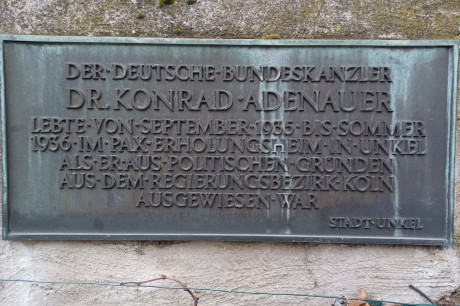 DER·DEUTSCHE·BUNDESKANZLER
DR.KONRAD·ADENAUER
LEBTE·VON·SEPTEMBER·1935·BIS·SOMMER
1936·IM·PAX·ERHOLUNGSHEIM·IN·UNKEL
ALS·ER·AUS·POLITISCHEN·GRÜNDEN
AUS·DEM·REGIERUNGSBEZIRK·KÖLN
AUSGEWIESEN·WAR
STADT·UNKEL